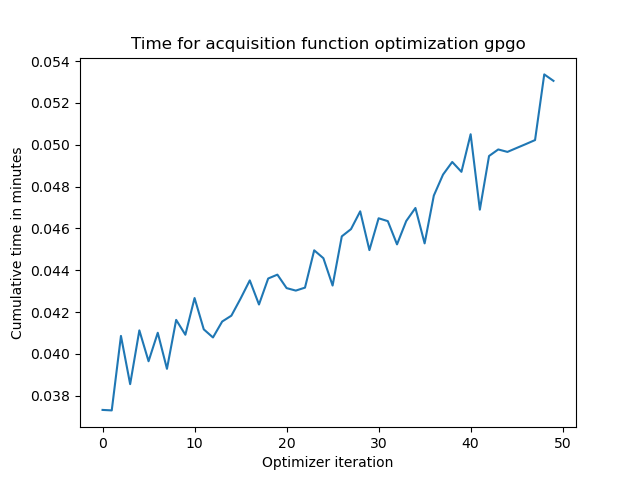 Time for acquisition function optimization gpgo
0.054
0.052
0.050
0.048
0.046
0.044
0.042
0.040
0.038
Cumulative time in minutes
0 10 20 30 40 50
Optimizer iteration